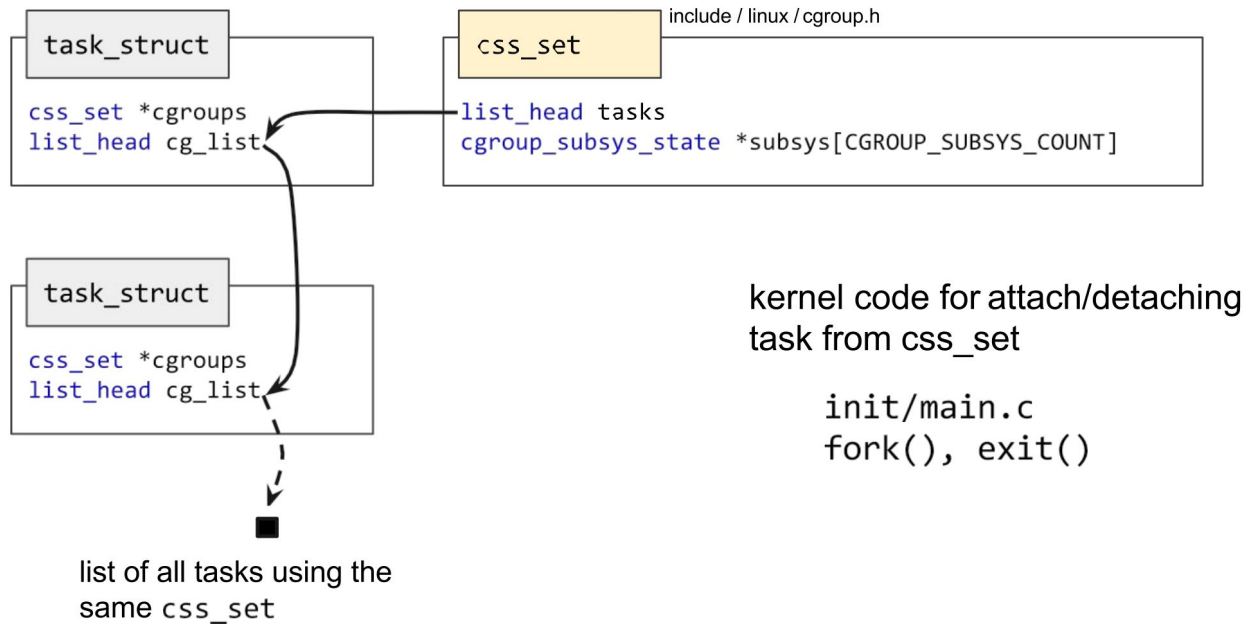 include / linux / cgroup.h
task_struct
css_set *cgroups
list_head cg_list
css_set
list_head tasks
cgroup_subsys_state *subsys[CGROUP_SUBSYS_COUNT]
task_struct
css_set *cgroups
list_head cg_list
kernel code for attach/detaching
task from css_set
init/main.c
fork(), exit()
list of all tasks using the
same css_set